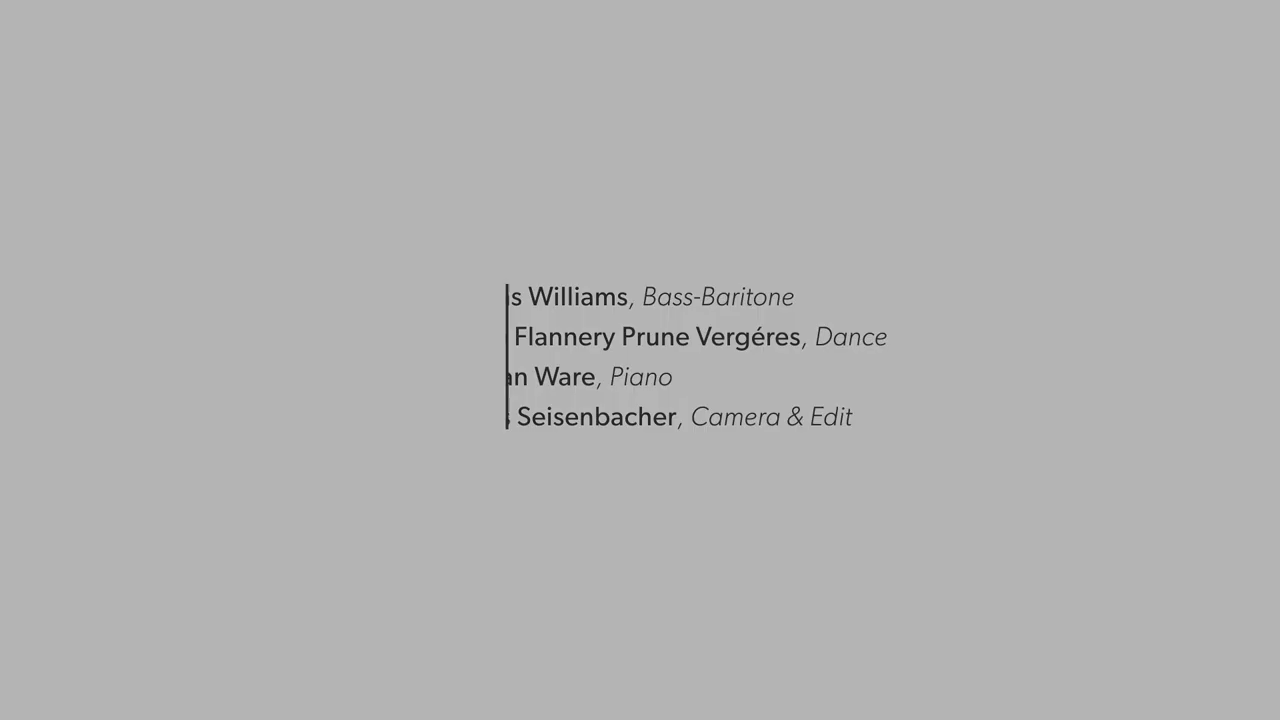 Williams, Bass-Baritone
Flannery Prune Vergéres, Dance
Ware, Piano
Seisenbacher, Camera & Edit